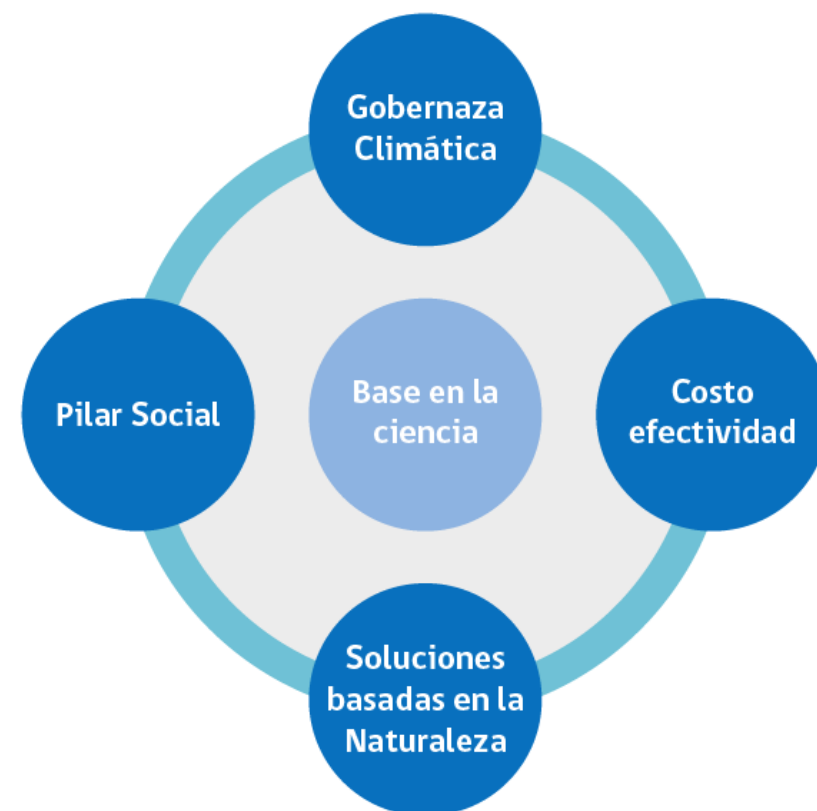 Gobernaza
Climática
Pilar Social
Base en la
ciencia
Costo
efectividad
Soluciones
basadas en la
Naturaleza